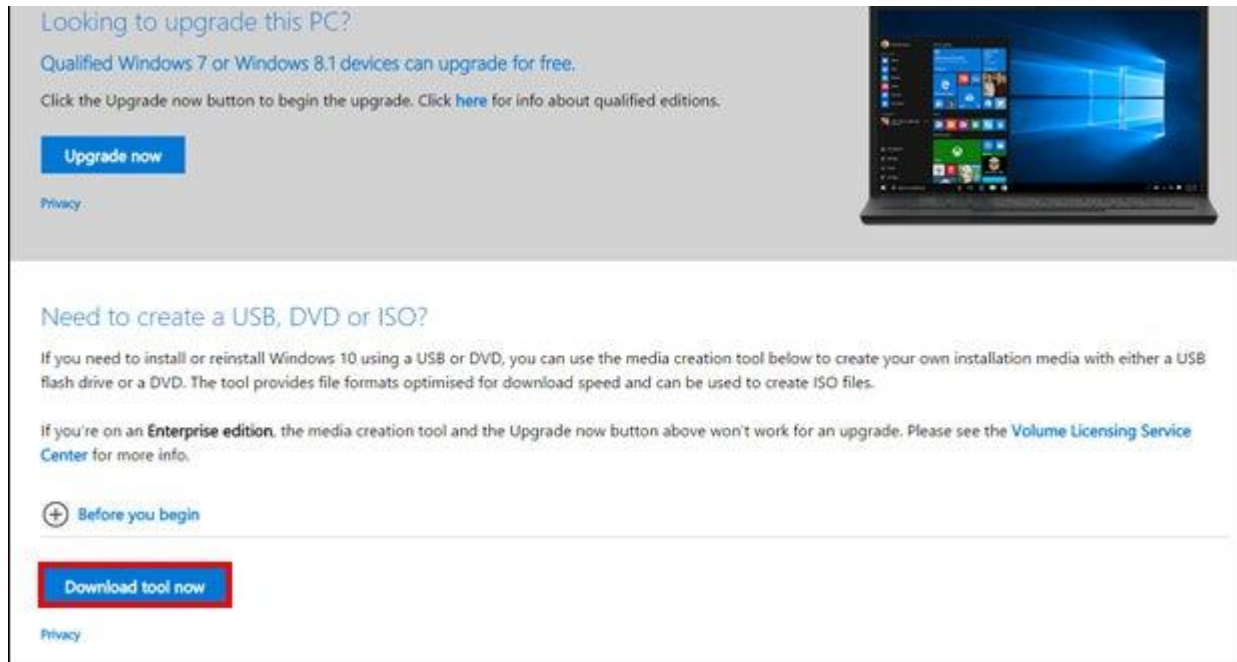 Looking to upgrade this PC?
Qualified Windows 7 or Windows 8.1 devices can upgrade for free.
Click the Upgrade now button to begin the upgrade. Click here for info about qualified editions.
Upgrade now
Privacy
Need to create a USB, DVD or ISO?
If you need to install or reinstall Windows 10 using a USB or DVD, you can use the media creation tool below to create your own installation media with either a USB
flash drive or a DVD. The tool provides file formats optimised for download speed and can be used to create ISO files.
If you're on an Enterprise edition, the media creation tool and the Upgrade now button above won't work for an upgrade. Please see the Volume Licensing Service
Center for more info.
Before you begin
Download tool now
Privacy